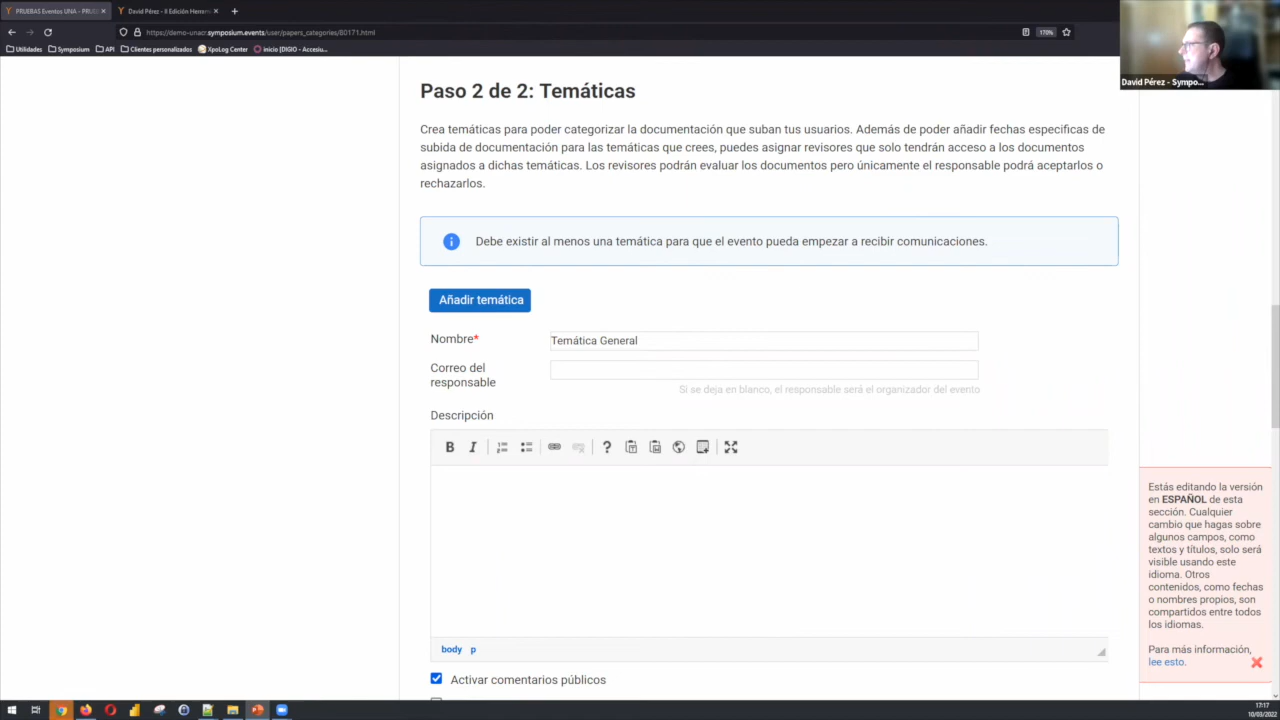 PRUEBAS Eventos UNA - PRU
David Pérez - II Edición Herram
https://demo-unacr.symposium.events/user/papers_categories/80171.html
170%
Utilidades
Symposium
API
Clientes personalizados
XpoLog Center
inicio [DIGIO - Accesiu...
David Pérez - Sympo...
Paso 2 de 2: Temáticas
Crea temáticas para poder categorizar la documentación que suban tus usuarios. Además de poder añadir fechas especificas de
subida de documentación para las temáticas que crees, puedes asignar revisores que solo tendrán acceso a los documentos
asignados a dichas temáticas. Los revisores podrán evaluar los documentos pero únicamente el responsable podrá aceptarlos o
rechazarlos.
Debe existir al menos una temática para que el evento pueda empezar a recibir comunicaciones.
Añadir temática
Nombre*
Temática General
Correo del
responsable
Si se deja en blanco, el responsable será el organizador del evento
Descripción
B I
body p
Activar comentarios públicos
Estás editando la versión
en ESPAÑOL de esta
sección. Cualquier
cambio que hagas sobre
algunos campos, como
textos y títulos, solo será
visible usando este
idioma. Otros
contenidos, como fechas
o nombres propios, son
compartidos entre todos
los idiomas.
Para más información,
lee esto.
17:17
10/03/2022